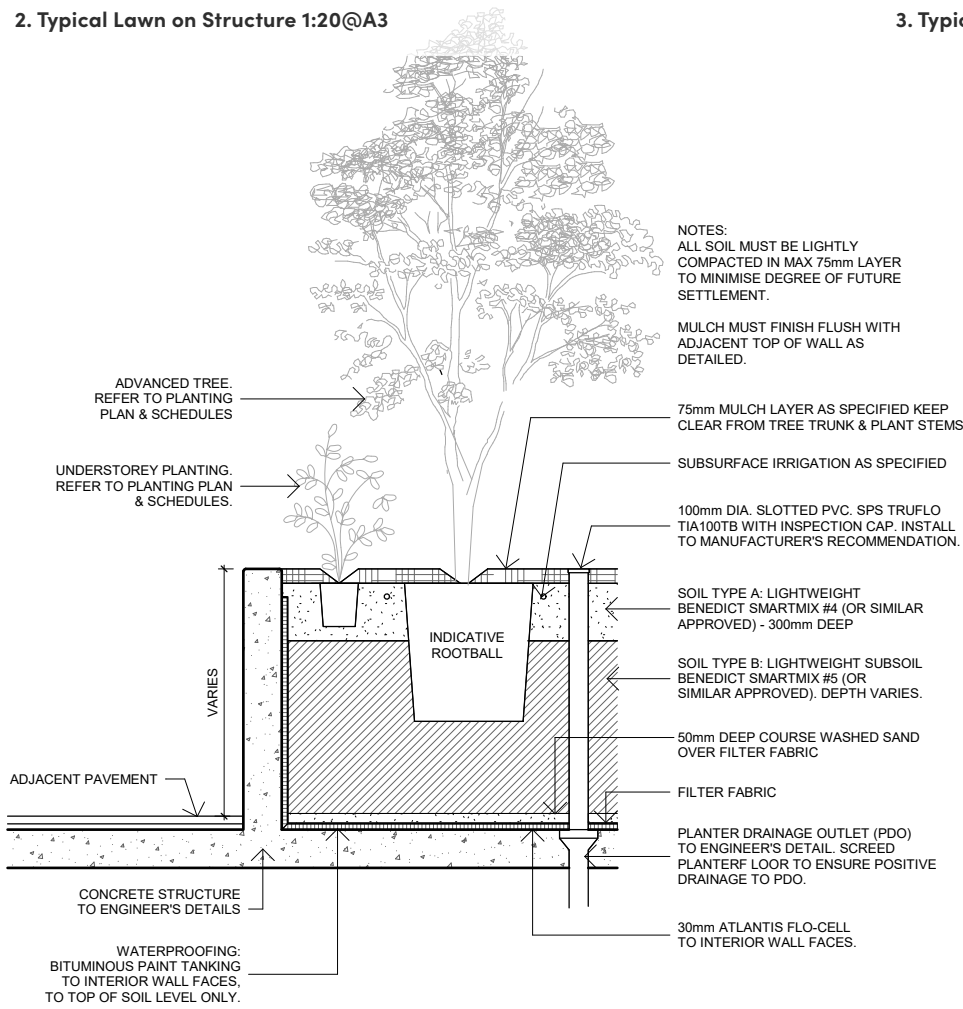 2. Typical Lawn on Structure 1:20@A3
3. Typic
NOTES:
ALL SOIL MUST BE LIGHTLY
COMPACTED IN MAX 75mm LAYER
TO MINIMISE DEGREE OF FUTURE
SETTLEMENT.
MULCH MUST FINISH FLUSH WITH
ADJACENT TOP OF WALL AS
DETAILED.
ADVANCED TREE.
REFER TO PLANTING
PLAN & SCHEDULES
UNDERSTOREY PLANTING.
REFER TO PLANTING PLAN
& SCHEDULES.
75mm MULCH LAYER AS SPECIFIED KEEP
CLEAR FROM TREE TRUNK & PLANT STEMS
SUBSURFACE IRRIGATION AS SPECIFIED
100mm DIA. SLOTTED PVC. SPS TRUFLO
TIA100TB WITH INSPECTION CAP. INSTALL
TO MANUFACTURER'S RECOMMENDATION.
SOIL TYPE A: LIGHTWEIGHT
BENEDICT SMARTMIX #4 (OR SIMILAR
APPROVED) - 300mm DEEP
INDICATIVE
ROOTBALL
SOIL TYPE B: LIGHTWEIGHT SUBSOIL
BENEDICT SMARTMIX #5 (OR
SIMILAR APPROVED). DEPTH VARIES.
VARIES
50mm DEEP COURSE WASHED SAND
OVER FILTER FABRIC
ADJACENT PAVEMENT
FILTER FABRIC
PLANTER DRAINAGE OUTLET (PDO)
TO ENGINEER'S DETAIL. SCREED
PLANTERF LOOR TO ENSURE POSITIVE
DRAINAGE TO PDO.
CONCRETE STRUCTURE
TO ENGINEER'S DETAILS
30mm ATLANTIS FLO-CELL
TO INTERIOR WALL FACES.
WATERPROOFING:
BITUMINOUS PAINT TANKING
TO INTERIOR WALL FACES,
TO TOP OF SOIL LEVEL ONLY.